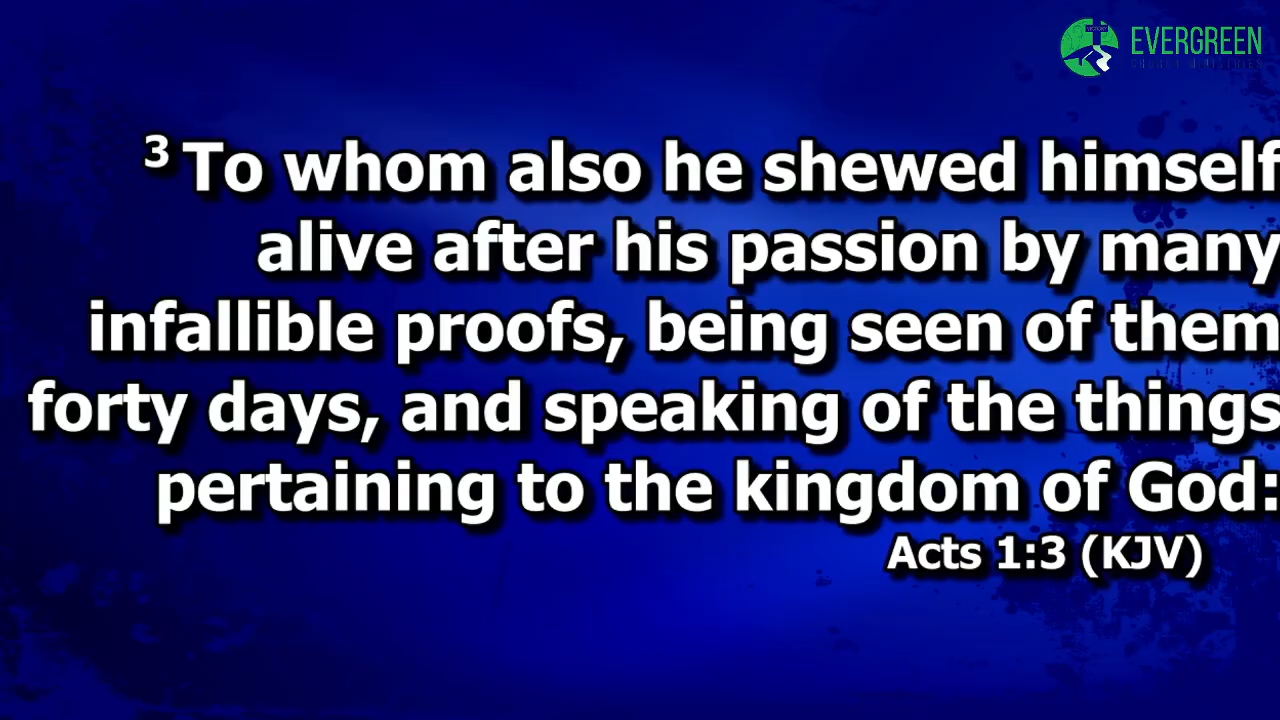 EVERGREEN
3 To whom also he shewed himself
alive after his passion by many
infallible proofs, being seen of them
forty days, and speaking of the things
pertaining to the kingdom of God:
Acts 1:3 (KJV)